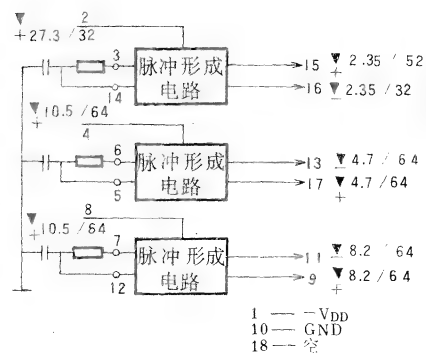 2
+ 27.3 / 32
3
脉冲形成
电路
14
15 + 2.35 / 52
16 − 2.35 / 32
10.5 / 64
+ 4
6
脉冲形成
电路
5
13 − 4.7 / 64
17 + 4.7 / 64
10.5 / 64
+ 8
7
脉冲形成
电路
12
11 − 8.2 / 64
9 + 8.2 / 64
1 — −VDD
10 — GND
18 — 空